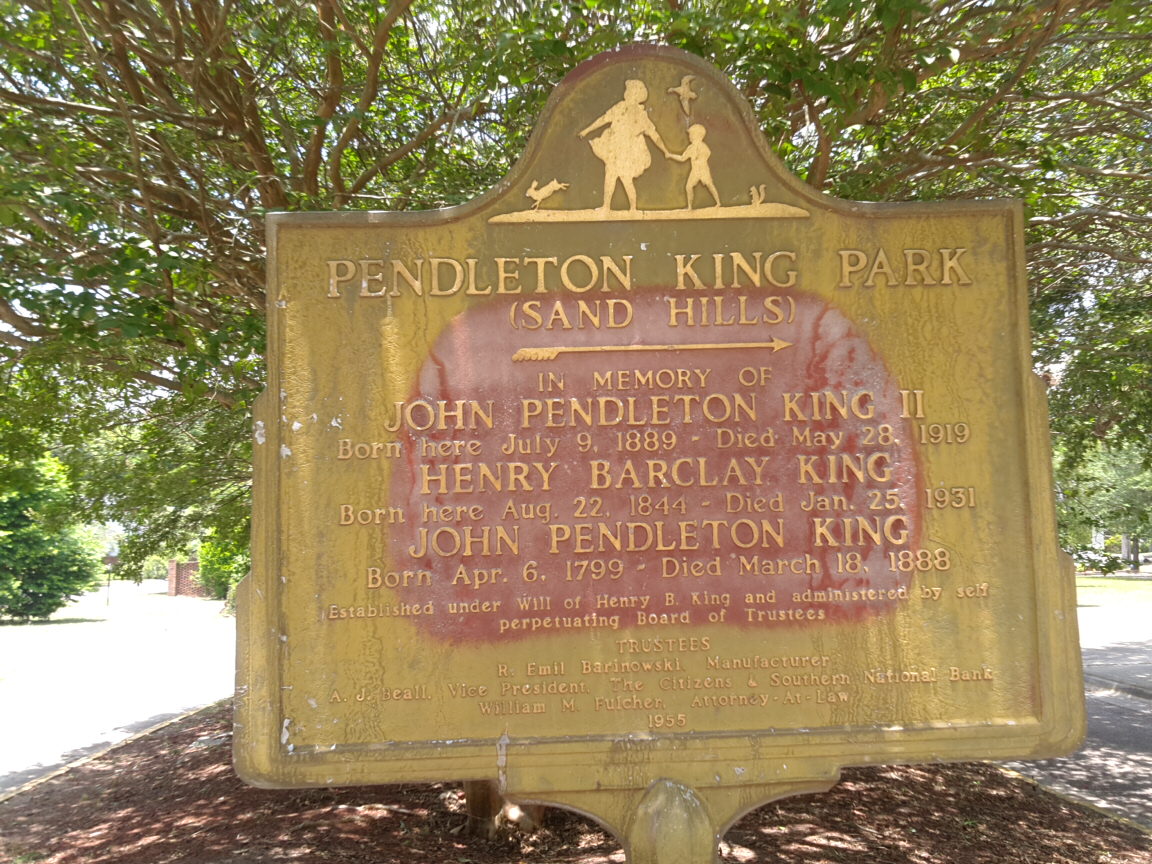 PENDLETON KING PARK
(SAND HILLS)
IN MEMORY OF
JOHN PENDLETON KING II
Born here July 9, 1889 - Died May 28, 1919
HENRY BARCLAY KING
Born here Aug. 22, 1844 - Died Jan. 25, 1931
JOHN PENDLETON KING
Born Apr. 6, 1799 - Died March 18, 1888
Established under Will of Henry B. King and administered by self
perpetuating Board of Trustees
TRUSTEES
R. Emil Barinowski, Manufacturer
A. J. Beall, Vice President, The Citizens & Southern National Bank
William M. Fulcher, Attorney-At-Law
1955